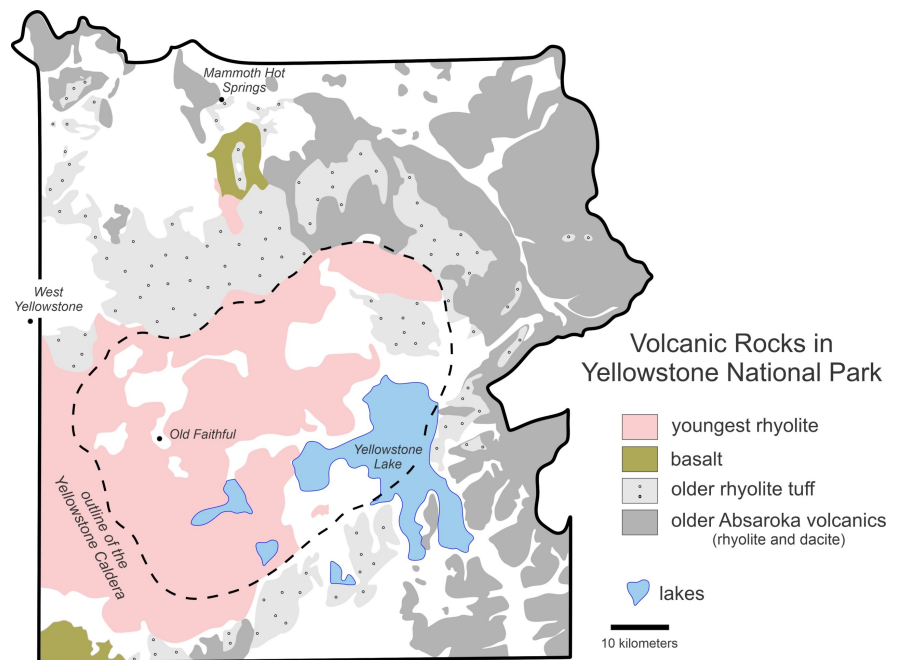 Mammoth Hot
Springs
West
Yellowstone
Old Faithful
Yellowstone
Lake
outline of the
Yellowstone Caldera
Volcanic Rocks in
Yellowstone National Park
youngest rhyolite
basalt
older rhyolite tuff
older Absaroka volcanics
(rhyolite and dacite)
lakes
10 kilometers